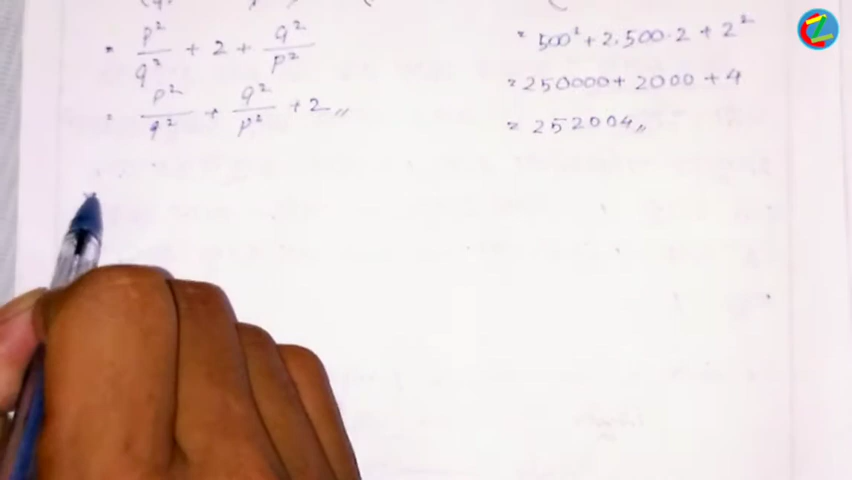 = p²/q² + 2 + q²/p²
= p²/q² + q²/p² + 2 //
= 500² + 2.500.2 + 2²
= 250000 + 2000 + 4
= 252004 //